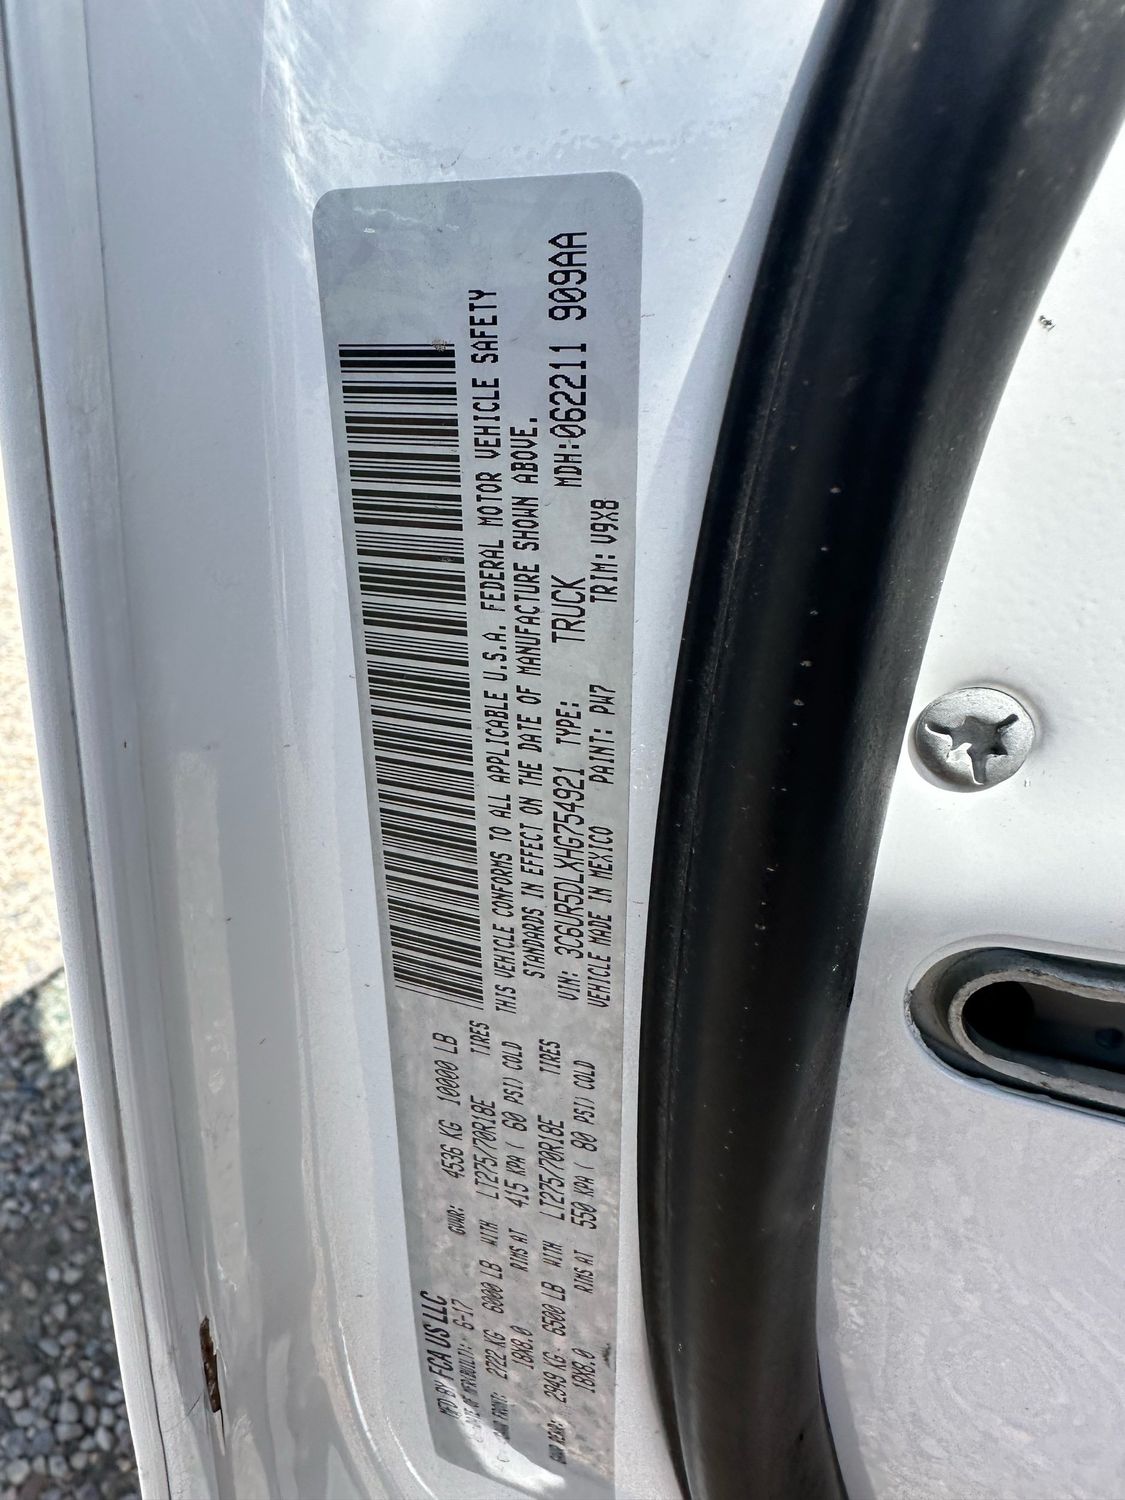 MFD BY FCA US LLC
DATE OF MFR(BUILT): 6-17 GVWR: 4536 KG 10000 LB
GAWR FRONT: 2722 KG 6000 LB WITH LT275/70R18E TIRES
18X8.0 RIMS AT 415 KPA ( 60 PSI) COLD
GAWR REAR: 2949 KG 6500 LB WITH LT275/70R18E TIRES
18X8.0 RIMS AT 550 KPA ( 80 PSI) COLD
THIS VEHICLE CONFORMS TO ALL APPLICABLE U.S.A. FEDERAL MOTOR VEHICLE SAFETY
STANDARDS IN EFFECT ON THE DATE OF MANUFACTURE SHOWN ABOVE.
VIN: 3C6UR5DLXHG754921 TYPE: TRUCK MDH:062211 909AA
VEHICLE MADE IN MEXICO PAINT: PW7 TRIM: V9X8